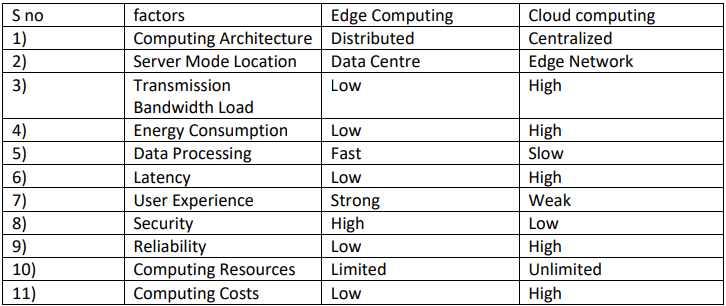 S no factors Edge Computing Cloud computing
1) Computing Architecture Distributed Centralized
2) Server Mode Location Data Centre Edge Network
3) Transmission Low High
Bandwidth Load
4) Energy Consumption Low High
5) Data Processing Fast Slow
6) Latency Low High
7) User Experience Strong Weak
8) Security High Low
9) Reliability Low High
10) Computing Resources Limited Unlimited
11) Computing Costs Low High